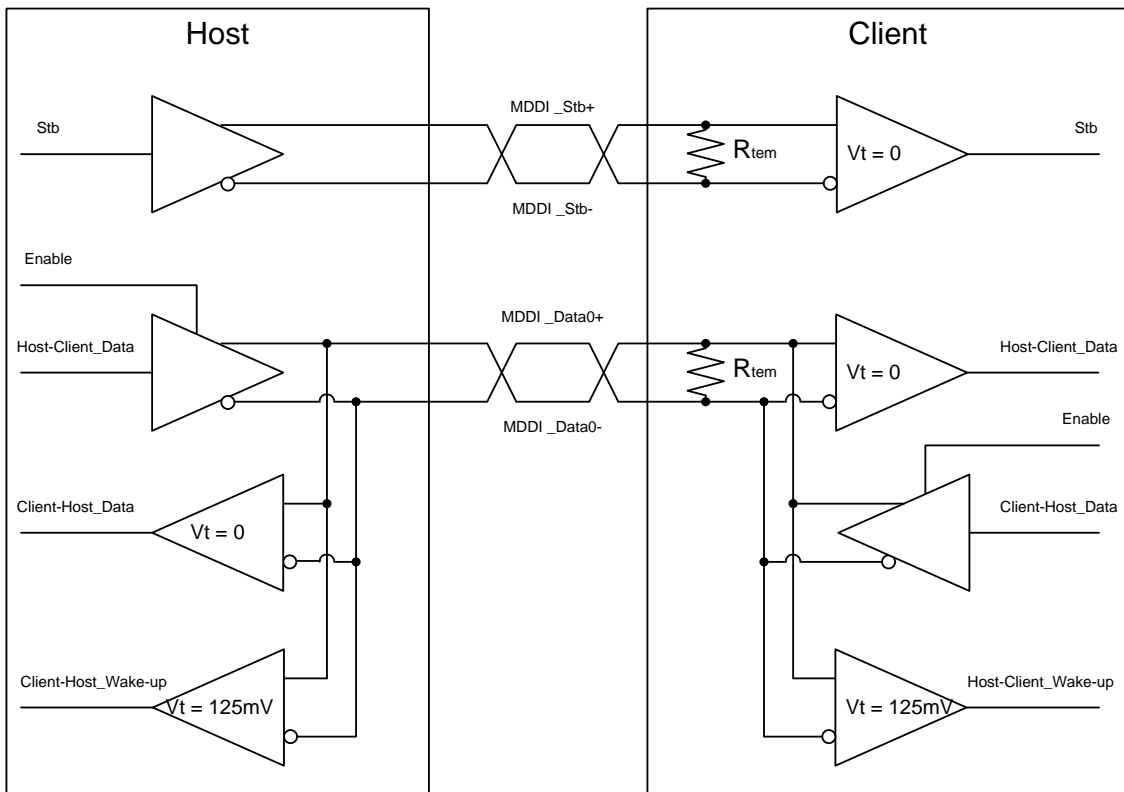 Host
Client
Stb
MDDI _Stb+
Rtem
Vt = 0
Stb
MDDI _Stb-
Enable
Host-Client_Data
MDDI _Data0+
Rtem
Vt = 0
Host-Client_Data
MDDI _Data0-
Enable
Client-Host_Data
Vt = 0
Client-Host_Data
Client-Host_Wake-up
Vt = 125mV
Vt = 125mV
Host-Client_Wake-up